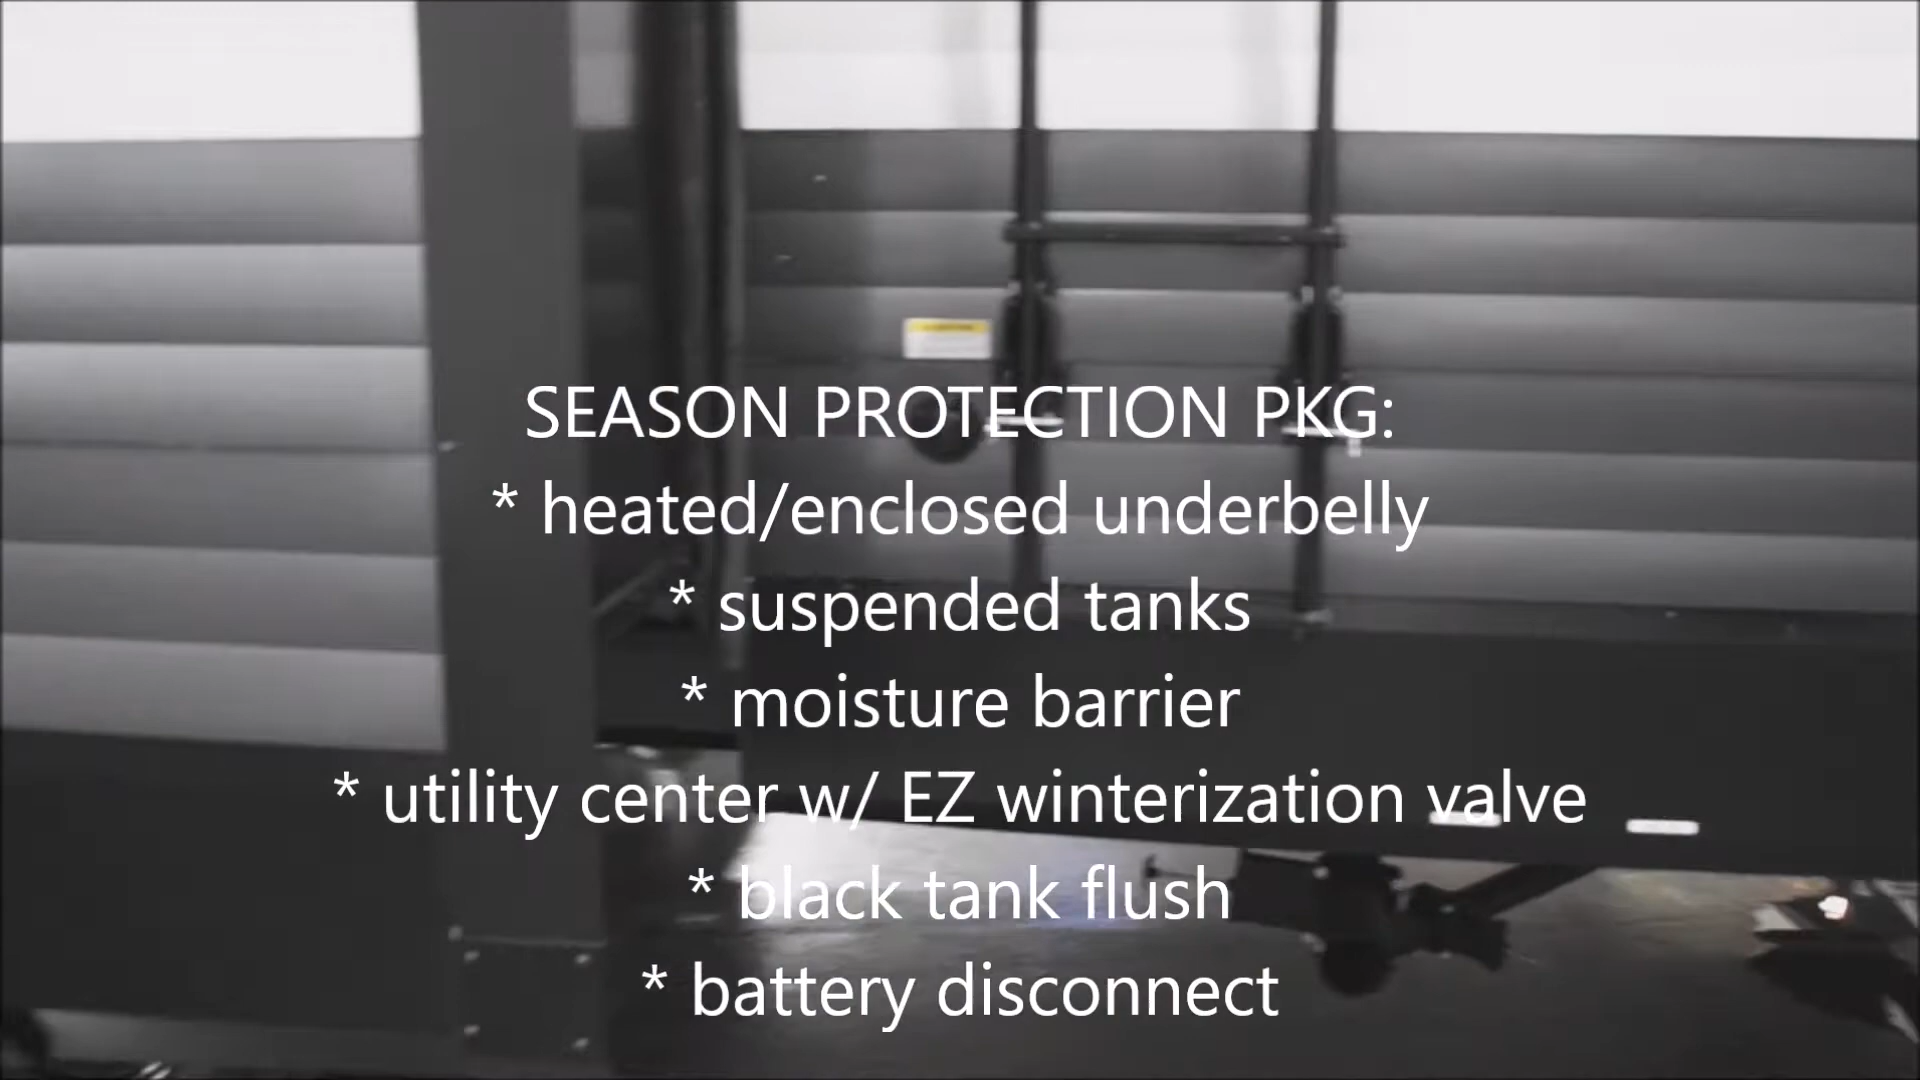 SEASON PROTECTION PKG:
* heated/enclosed underbelly
* suspended tanks
* moisture barrier
* utility center w/ EZ winterization valve
* black tank flush
* battery disconnect